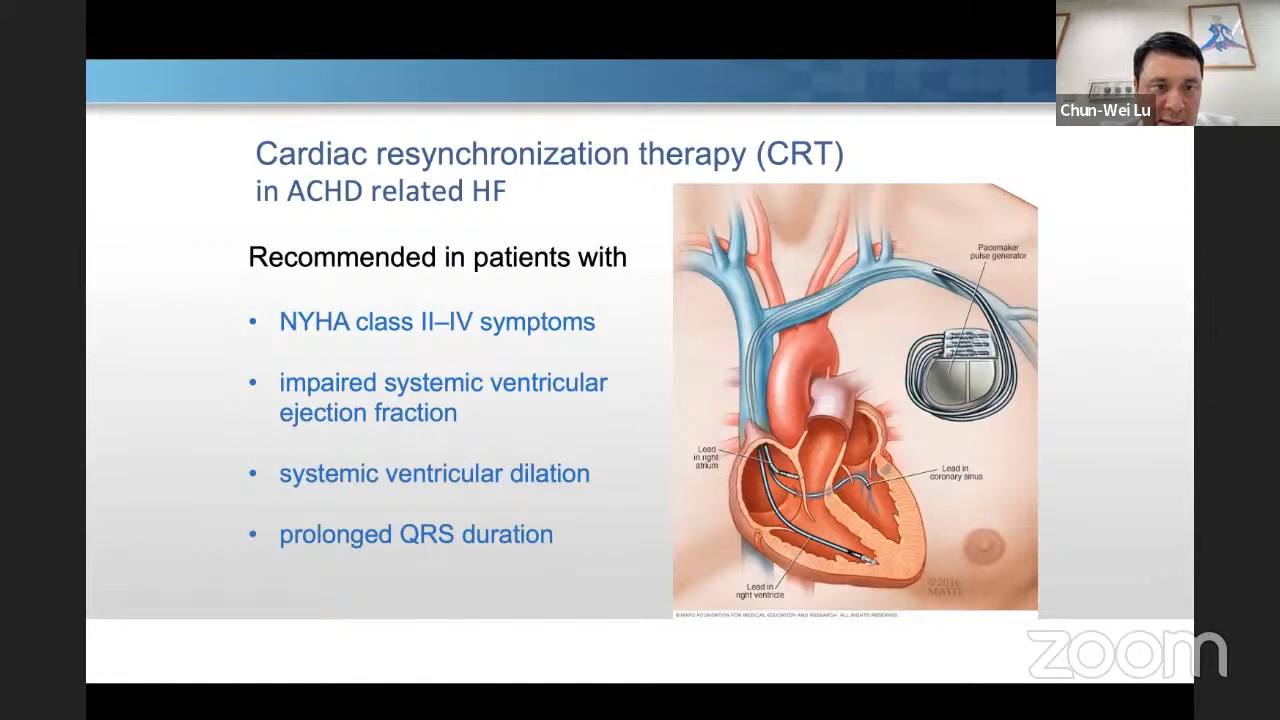 Chun-Wei Lu
Cardiac resynchronization therapy (CRT)
in ACHD related HF
Recommended in patients with
• NYHA class II–IV symptoms
• impaired systemic ventricular
ejection fraction
• systemic ventricular dilation
• prolonged QRS duration
Pacemaker
pulse generator
Lead
in right
atrium
Lead in
coronary sinus
Lead in
right ventricle
©2016
MAYO
©MAYO FOUNDATION FOR MEDICAL EDUCATION AND RESEARCH. ALL RIGHTS RESERVED.
zoom